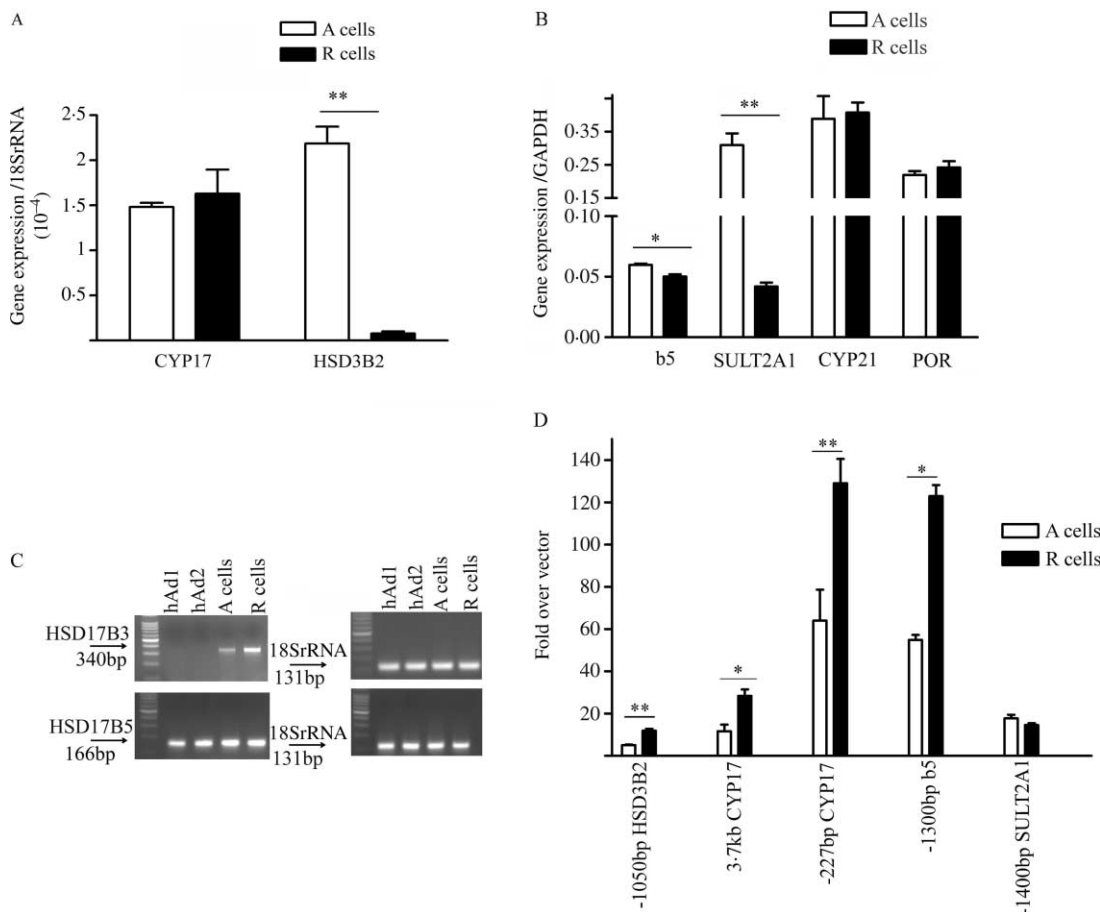 A
A cells
R cells
Gene expression /18SrRNA
(10⁻⁴)
2·5
2
1·5
1
0·5
**
CYP17
HSD3B2
B
A cells
R cells
Gene expression /GAPDH
0·35
0·25
0·15
0·10
0·05
0·00
*
**
b5
SULT2A1
CYP21
POR
C
hAd1
hAd2
A cells
R cells
hAd1
hAd2
A cells
R cells
HSD17B3
340bp
18SrRNA
131bp
HSD17B5
166bp
18SrRNA
131bp
D
Fold over vector
140
120
100
80
60
40
20
**
*
**
*
A cells
R cells
-1050bp HSD3B2
3·7kb CYP17
-227bp CYP17
-1300bp b5
-1400bp SULT2A1